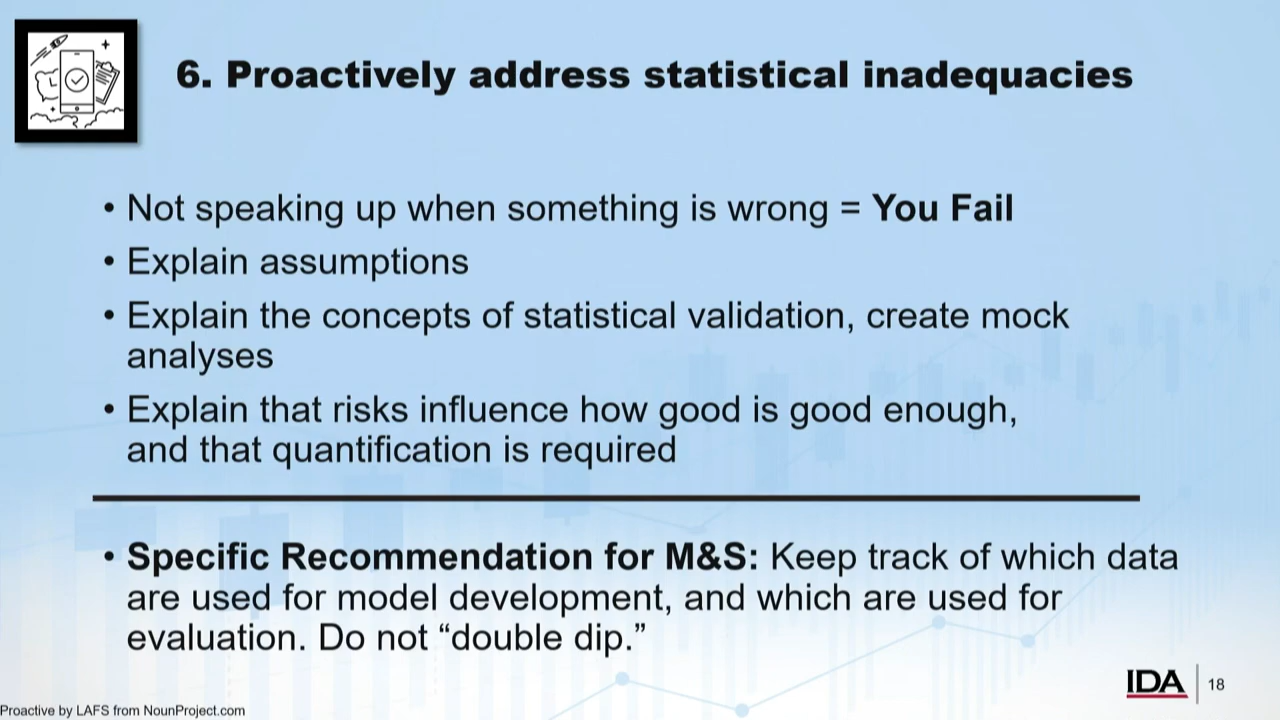 6. Proactively address statistical inadequacies
• Not speaking up when something is wrong = You Fail
• Explain assumptions
• Explain the concepts of statistical validation, create mock
analyses
• Explain that risks influence how good is good enough,
and that quantification is required
• Specific Recommendation for M&S: Keep track of which data
are used for model development, and which are used for
evaluation. Do not “double dip.”
IDA | 18
Proactive by LAFS from NounProject.com